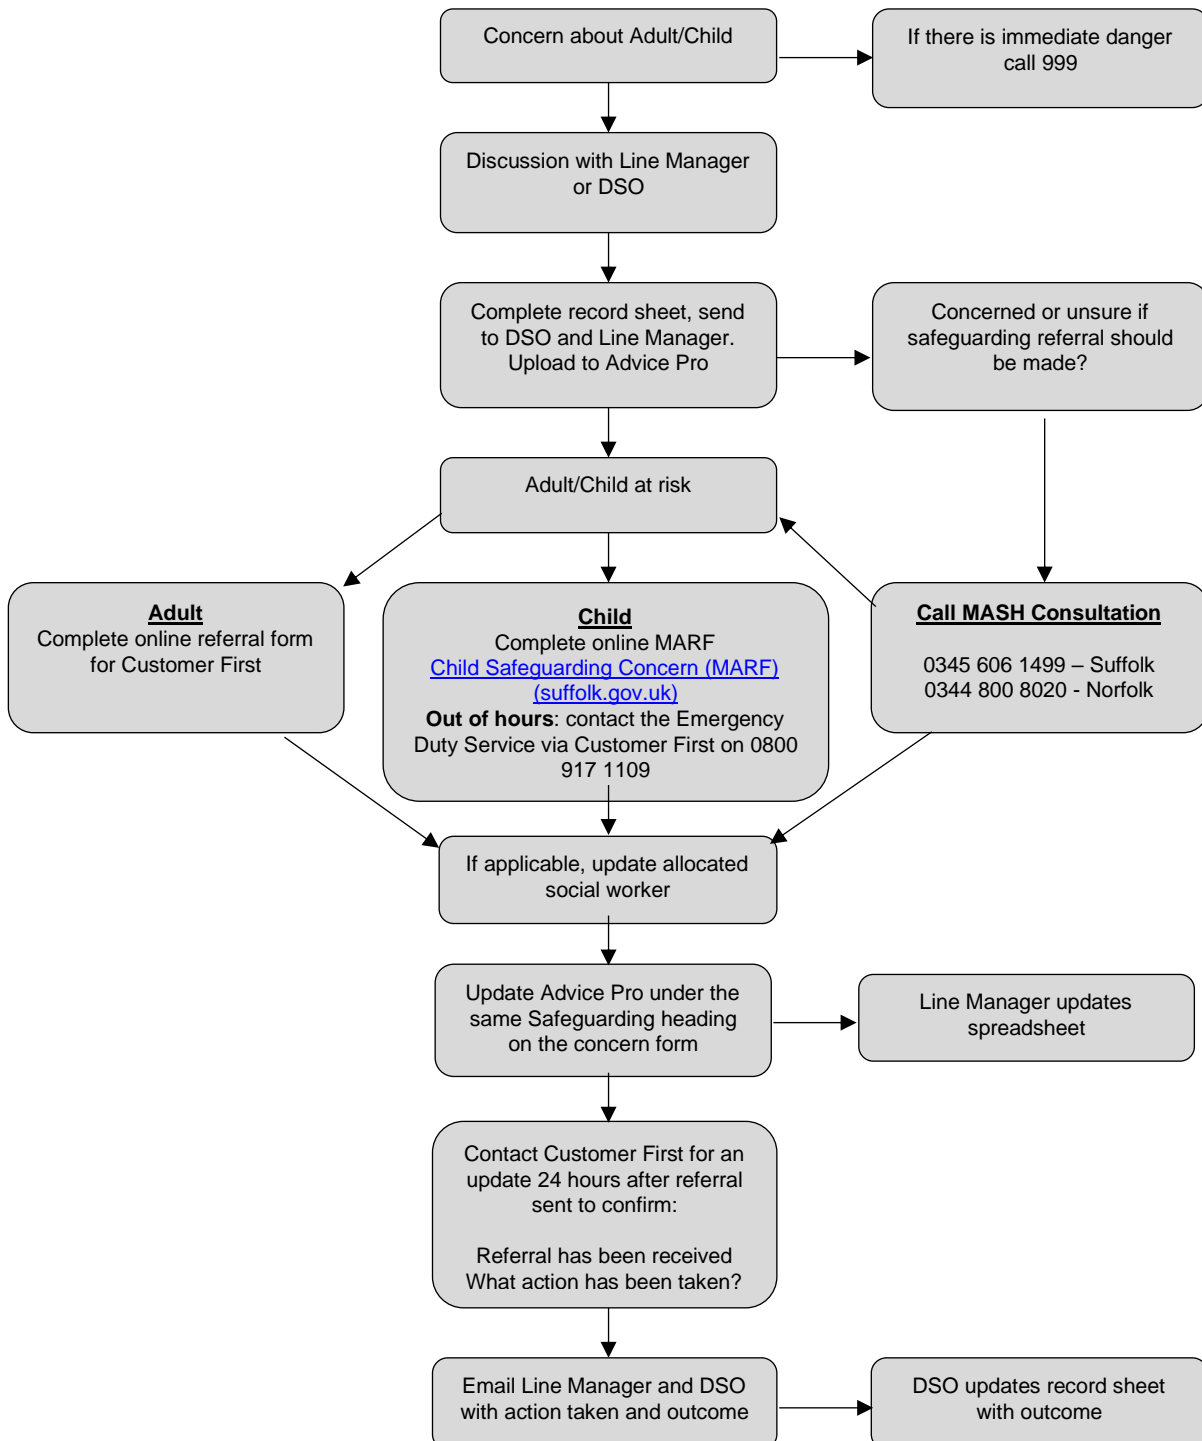 Concern about Adult/Child
If there is immediate danger
call 999
Discussion with Line Manager
or DSO
Complete record sheet, send
to DSO and Line Manager.
Upload to Advice Pro
Concerned or unsure if
safeguarding referral should
be made?
Adult/Child at risk
Adult
Complete online referral form
for Customer First
Child
Complete online MARF
Child Safeguarding Concern (MARF)
(suffolk.gov.uk)
Out of hours: contact the Emergency
Duty Service via Customer First on 0800
917 1109
Call MASH Consultation
0345 606 1499 – Suffolk
0344 800 8020 - Norfolk
If applicable, update allocated
social worker
Update Advice Pro under the
same Safeguarding heading
on the concern form
Line Manager updates
spreadsheet
Contact Customer First for an
update 24 hours after referral
sent to confirm:
Referral has been received
What action has been taken?
Email Line Manager and DSO
with action taken and outcome
DSO updates record sheet
with outcome